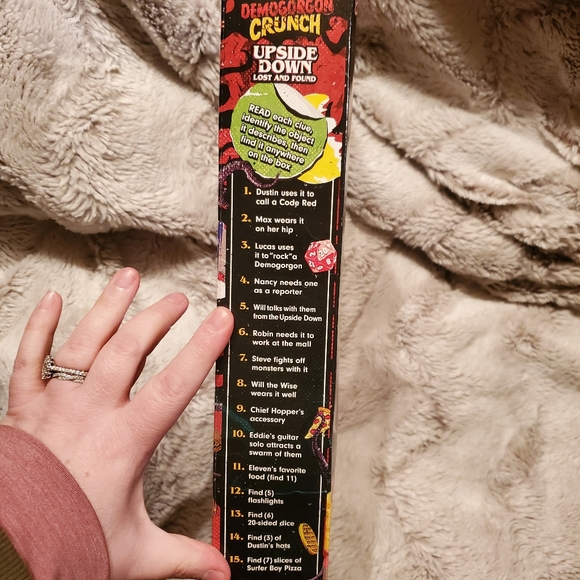 DEMOGORGON
CRUNCH
UPSIDE
DOWN
LOST AND FOUND
READ each clue,
identify the object
it describes, then
find it anywhere
on the box.
1. Dustin uses it to
call a Code Red
2. Max wears it
on her hip
3. Lucas uses
it to "rock" a
Demogorgon
20
4. Nancy needs one
as a reporter
5. Will talks with them
from the Upside Down
6. Robin needs it to
work at the mall
7. Steve fights off
monsters with it
8. Will the Wise
wears it well
9. Chief Hopper's
accessory
10. Eddie's guitar
solo attracts a
swarm of them
11. Eleven's favorite
food (find 11)
12. Find (5)
flashlights
13. Find (6)
20-sided dice
14. Find (3) of
Dustin's hats
15. Find (7) slices of
Surfer Boy Pizza